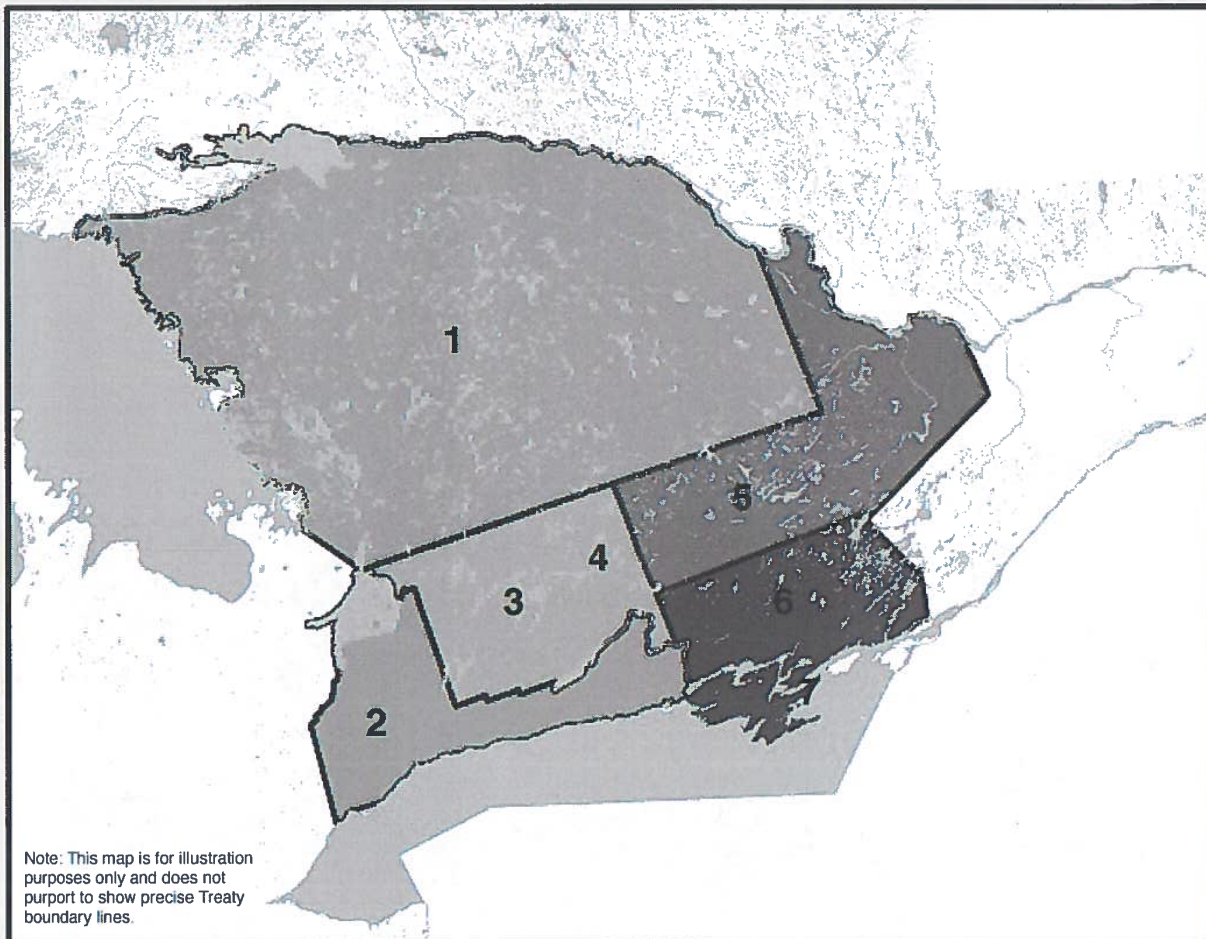 1
5
4
3
6
2
Note: This map is for illustration
purposes only and does not
purport to show precise Treaty
boundary lines.